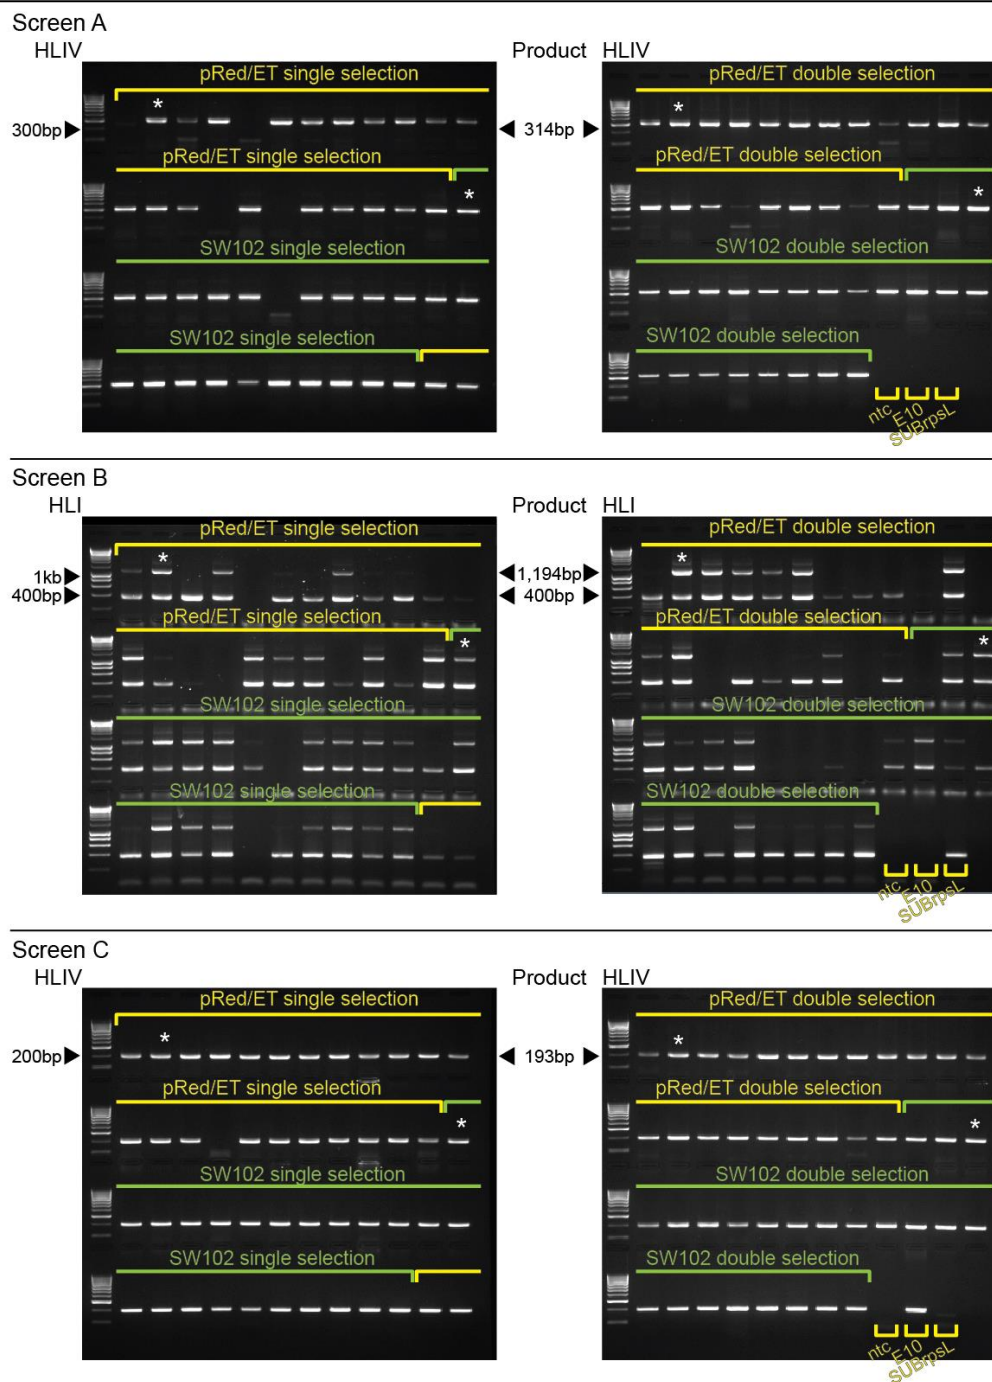 Screen A
HLIV Product HLIV
pRed/ET single selection pRed/ET double selection
* *
300bp 314bp
pRed/ET single selection pRed/ET double selection
* *
SW102 single selection SW102 double selection
SW102 single selection SW102 double selection
ntc E10 SUBrpsL
Screen B
HLI Product HLI
pRed/ET single selection pRed/ET double selection
* *
1kb 1,194bp
400bp 400bp
pRed/ET single selection pRed/ET double selection
* *
SW102 single selection SW102 double selection
SW102 single selection SW102 double selection
ntc E10 SUBrpsL
Screen C
HLIV Product HLIV
pRed/ET single selection pRed/ET double selection
* *
200bp 193bp
pRed/ET single selection pRed/ET double selection
* *
SW102 single selection SW102 double selection
SW102 single selection SW102 double selection
ntc E10 SUBrpsL